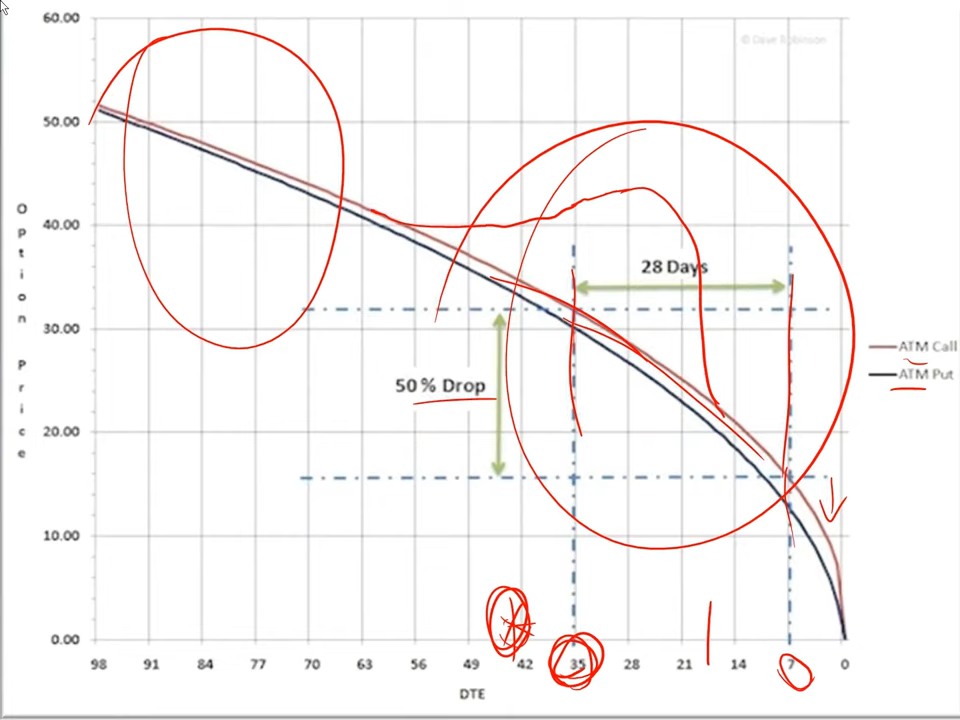 60.00
© Dave Robinson
50.00
40.00
30.00
20.00
10.00
0.00
Option Price
28 Days
50% Drop
ATM Call
ATM Put
98 91 84 77 70 63 56 49 42 35 28 21 14 7 0
DTE